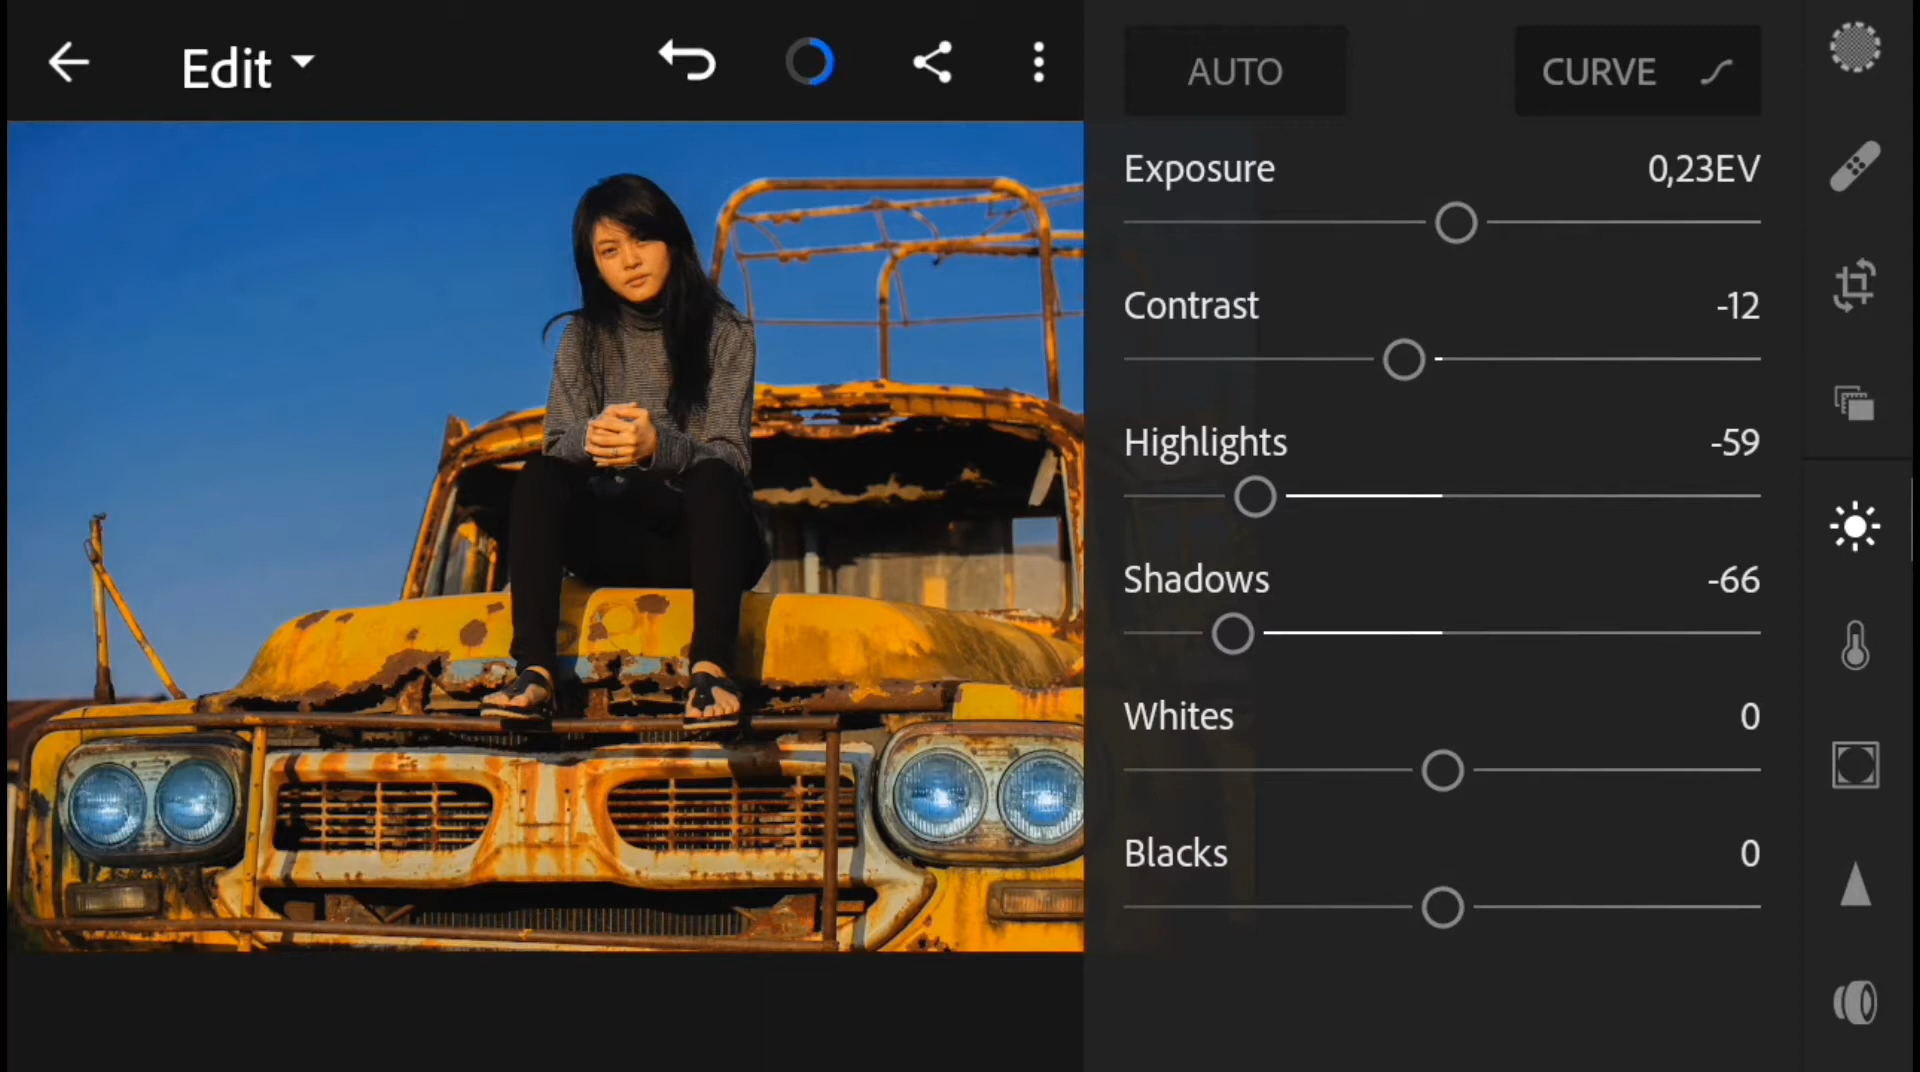 Edit
AUTO
CURVE
Exposure 0,23EV
Contrast -12
Highlights -59
Shadows -66
Whites 0
Blacks 0